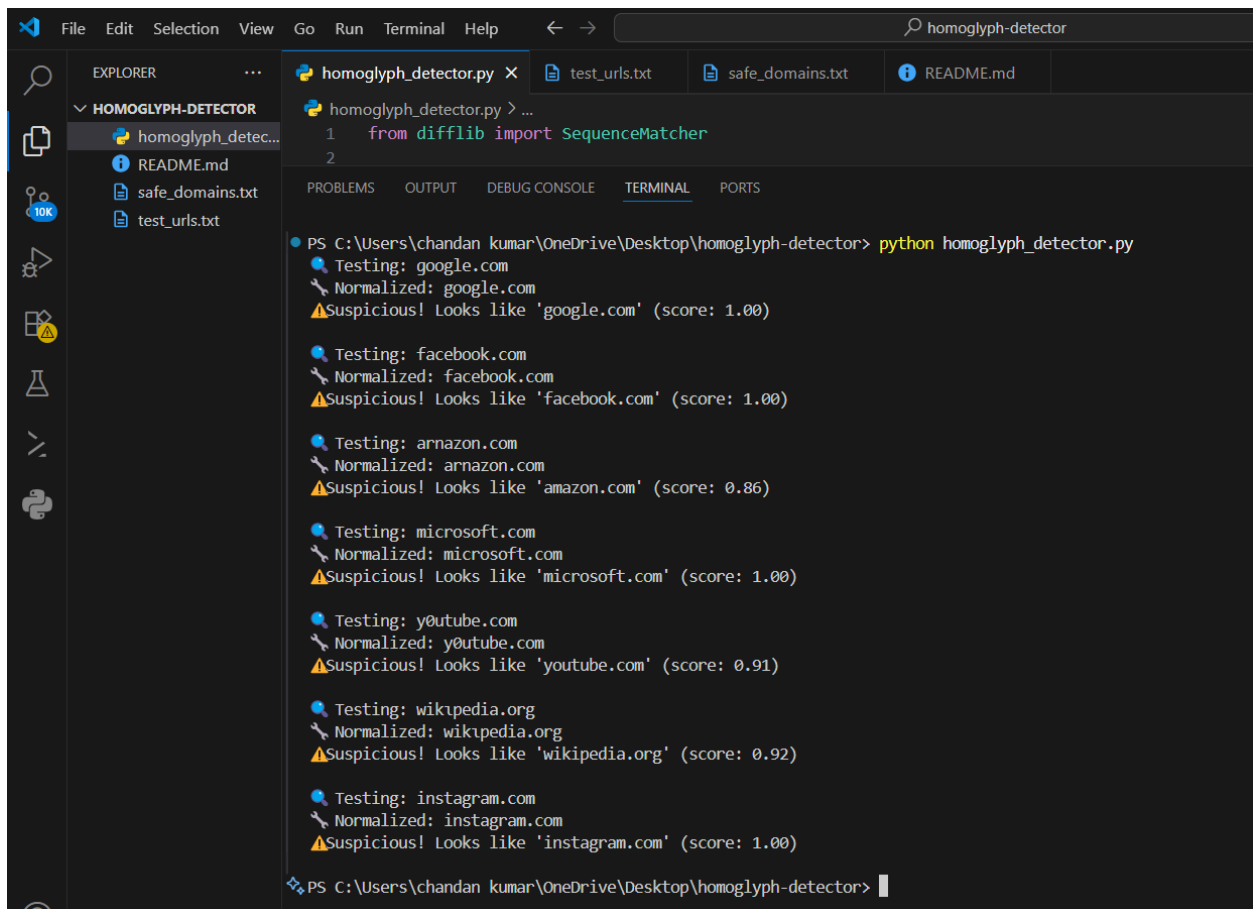 File Edit Selection View Go Run Terminal Help
homoglyph-detector
EXPLORER ...
homoglyph_detector.py
test_urls.txt
safe_domains.txt
README.md
HOMOGLYPH-DETECTOR
homoglyph_detec...
README.md
safe_domains.txt
test_urls.txt
10K
homoglyph_detector.py > ...
1 from difflib import SequenceMatcher
2
PROBLEMS OUTPUT DEBUG CONSOLE TERMINAL PORTS
PS C:\Users\chandan kumar\OneDrive\Desktop\homoglyph-detector> python homoglyph_detector.py
🔍 Testing: google.com
🔧 Normalized: google.com
⚠️Suspicious! Looks like 'google.com' (score: 1.00)
🔍 Testing: facebook.com
🔧 Normalized: facebook.com
⚠️Suspicious! Looks like 'facebook.com' (score: 1.00)
🔍 Testing: arnazon.com
🔧 Normalized: arnazon.com
⚠️Suspicious! Looks like 'amazon.com' (score: 0.86)
🔍 Testing: microsoft.com
🔧 Normalized: microsoft.com
⚠️Suspicious! Looks like 'microsoft.com' (score: 1.00)
🔍 Testing: y0utube.com
🔧 Normalized: y0utube.com
⚠️Suspicious! Looks like 'youtube.com' (score: 0.91)
🔍 Testing: wikıpedia.org
🔧 Normalized: wikıpedia.org
⚠️Suspicious! Looks like 'wikipedia.org' (score: 0.92)
🔍 Testing: instagram.com
🔧 Normalized: instagram.com
⚠️Suspicious! Looks like 'instagram.com' (score: 1.00)
PS C:\Users\chandan kumar\OneDrive\Desktop\homoglyph-detector>